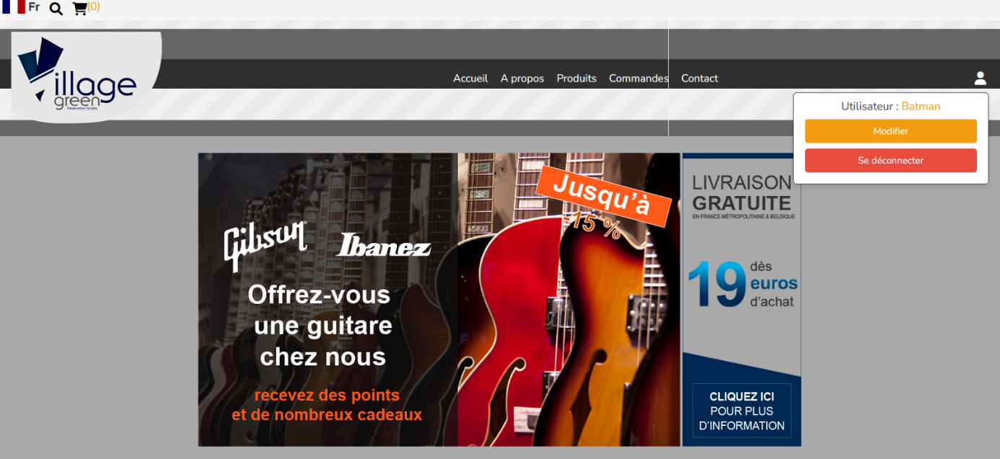 Fr (0)
Village
green
Preservation Society
Accueil A propos Produits Commandes Contact
Utilisateur : Batman
Modifier
Se déconnecter
Gibson Ibanez
Offrez-vous
une guitare
chez nous
recevez des points
et de nombreux cadeaux
Jusqu’à
-15 %
LIVRAISON
GRATUITE
EN FRANCE MÉTROPOLITAINE & BELGIQUE
19 dès
euros
d’achat
CLIQUEZ ICI
POUR PLUS
D’INFORMATION